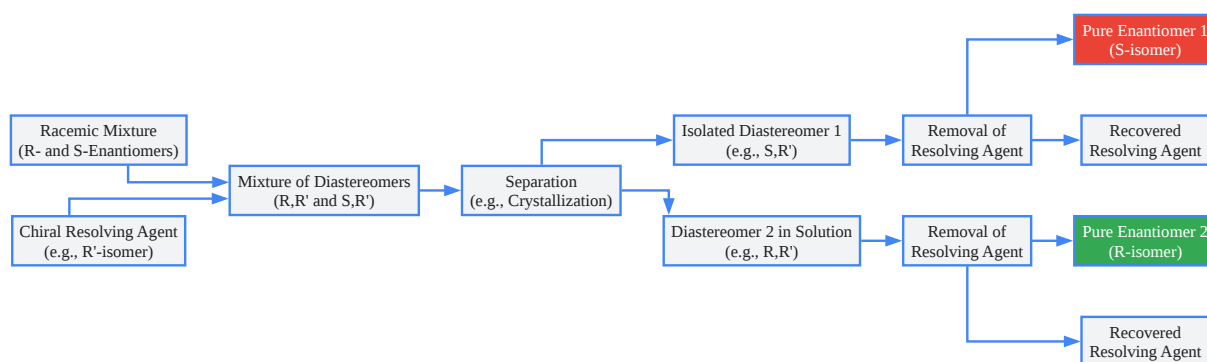 Racemic Mixture
(R- and S-Enantiomers)
Chiral Resolving Agent
(e.g., R'-isomer)
Mixture of Diastereomers
(R,R' and S,R')
Separation
(e.g., Crystallization)
Isolated Diastereomer 1
(e.g., S,R')
Diastereomer 2 in Solution
(e.g., R,R')
Removal of
Resolving Agent
Removal of
Resolving Agent
Pure Enantiomer 1
(S-isomer)
Recovered
Resolving Agent
Pure Enantiomer 2
(R-isomer)
Recovered
Resolving Agent